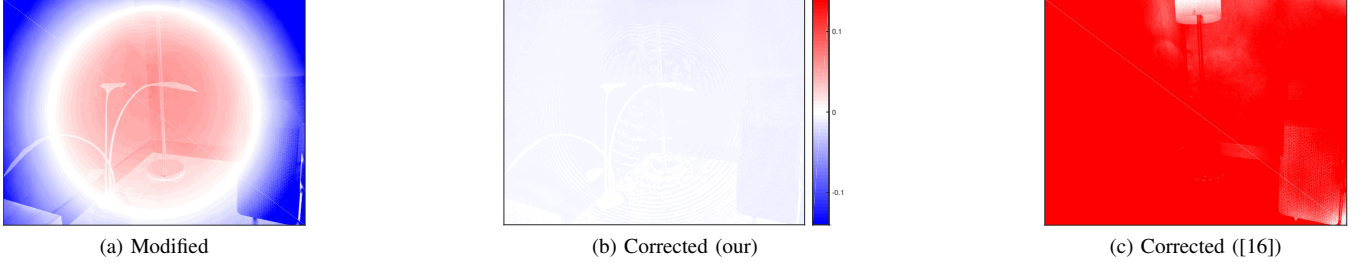 0.1
0
-0.1
(a) Modified
(b) Corrected (our)
(c) Corrected ([16])